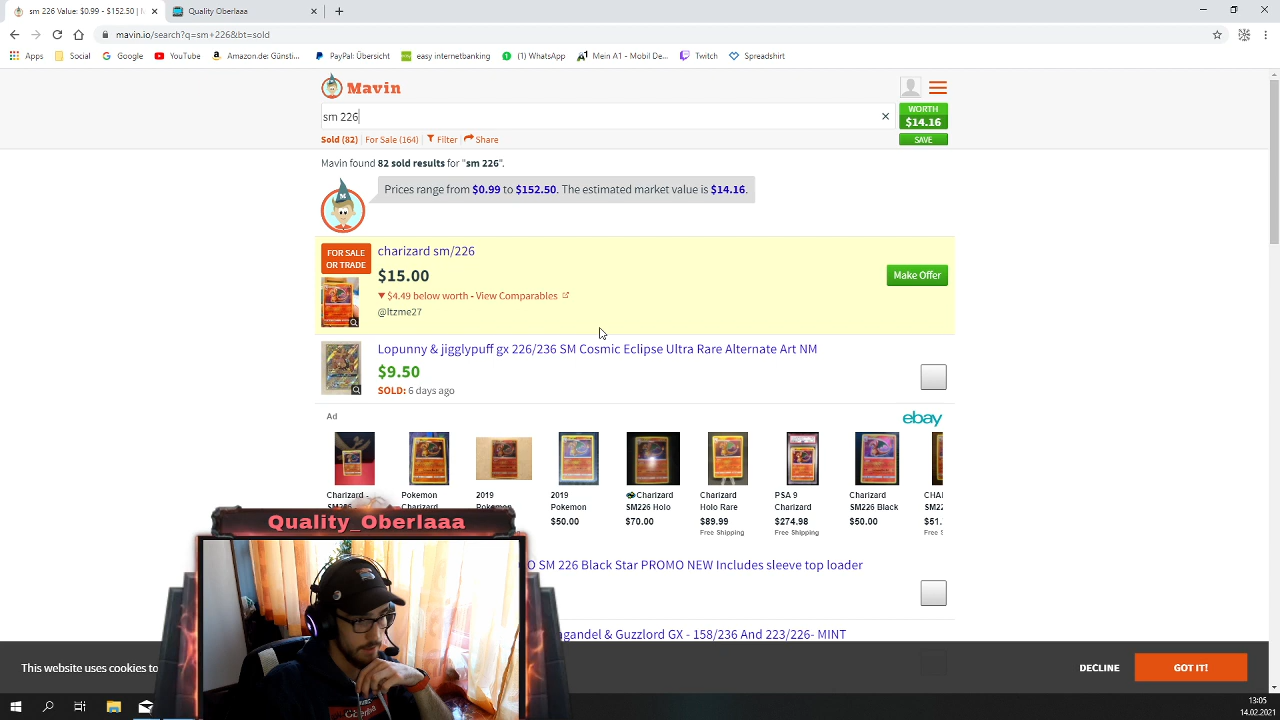 sm 226 Value: $0.99 - $152.50 |
Quality_Oberlaaa
mavin.io/search?q=sm+226&bt=sold
Apps
Social
Google
YouTube
Amazon.de: Günsti...
PayPal: Übersicht
easy internetbanking
(1) WhatsApp
Mein A1 - Mobil De...
Twitch
Spreadshirt
Mavin
sm 226
WORTH
$14.16
SAVE
Sold (82)
For Sale (164)
Filter
Share
Mavin found 82 sold results for "sm 226".
Prices range from $0.99 to $152.50. The estimated market value is $14.16.
FOR SALE
OR TRADE
charizard sm/226
$15.00
$4.49 below worth - View Comparables
@ltzme27
Make Offer
Lopunny & jigglypuff gx 226/236 SM Cosmic Eclipse Ultra Rare Alternate Art NM
$9.50
SOLD: 6 days ago
Ad
ebay
Charizard -
Pokemon
2019
2019
Pokemon
$50.00
Charizard
SM226 Holo
$70.00
Charizard
Holo Rare
$89.99
Free Shipping
PSA 9
Charizard
$274.98
Free Shipping
Charizard
SM226 Black
$50.00
Quality_Oberlaaa
SM 226 Black Star PROMO NEW Includes sleeve top loader
& Guzzlord GX - 158/236 And 223/226- MINT
This website uses cookies to
DECLINE
GOT IT!
13:05
14.02.2021